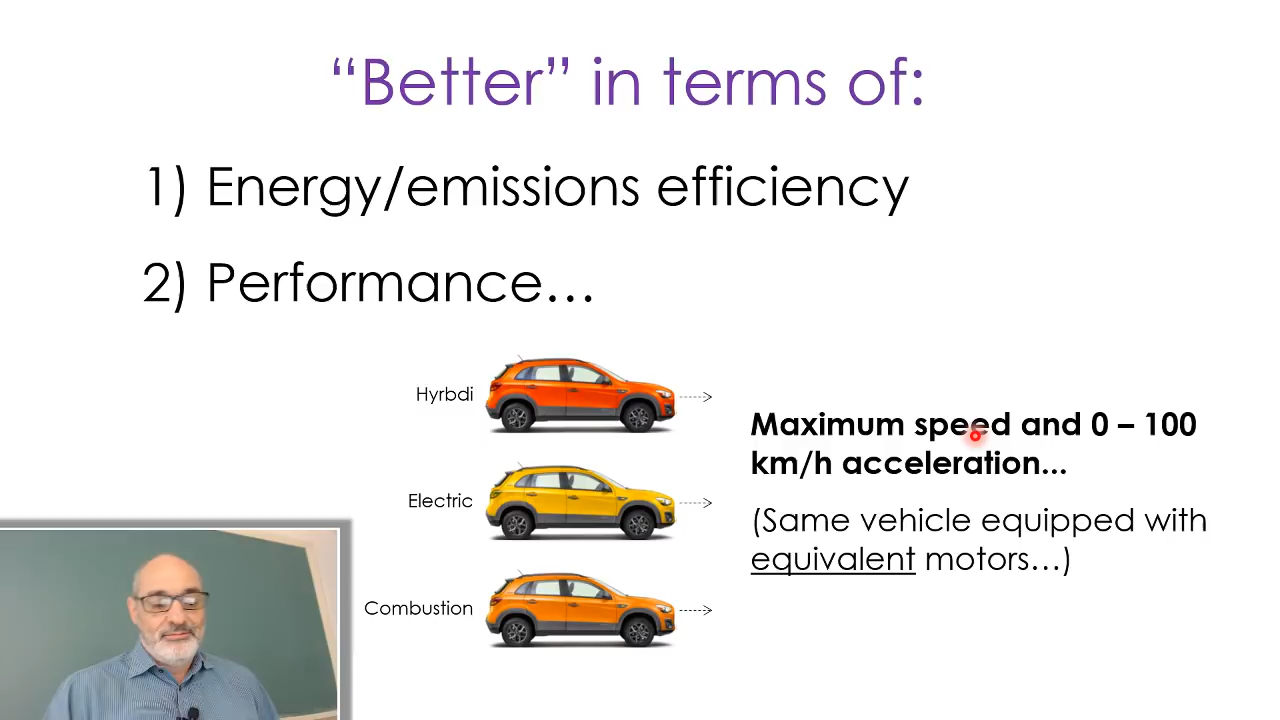 “Better” in terms of:
1) Energy/emissions efficiency
2) Performance…
Hyrbdi
Maximum speed and 0 – 100
km/h acceleration...
Electric
(Same vehicle equipped with
equivalent motors…)
Combustion